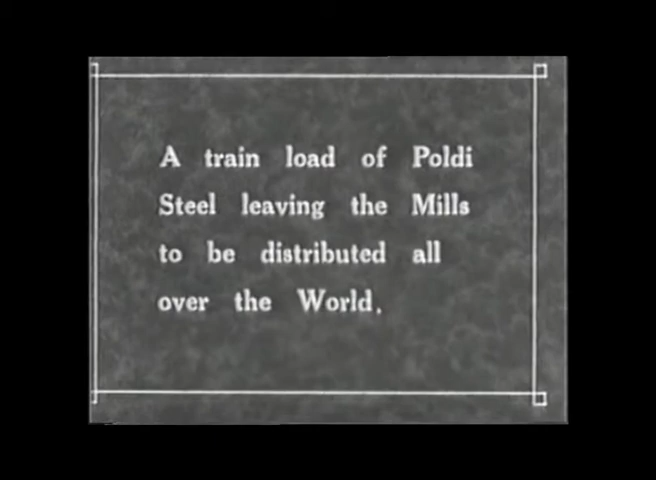 A train load of Poldi
Steel leaving the Mills
to be distributed all
over the World.